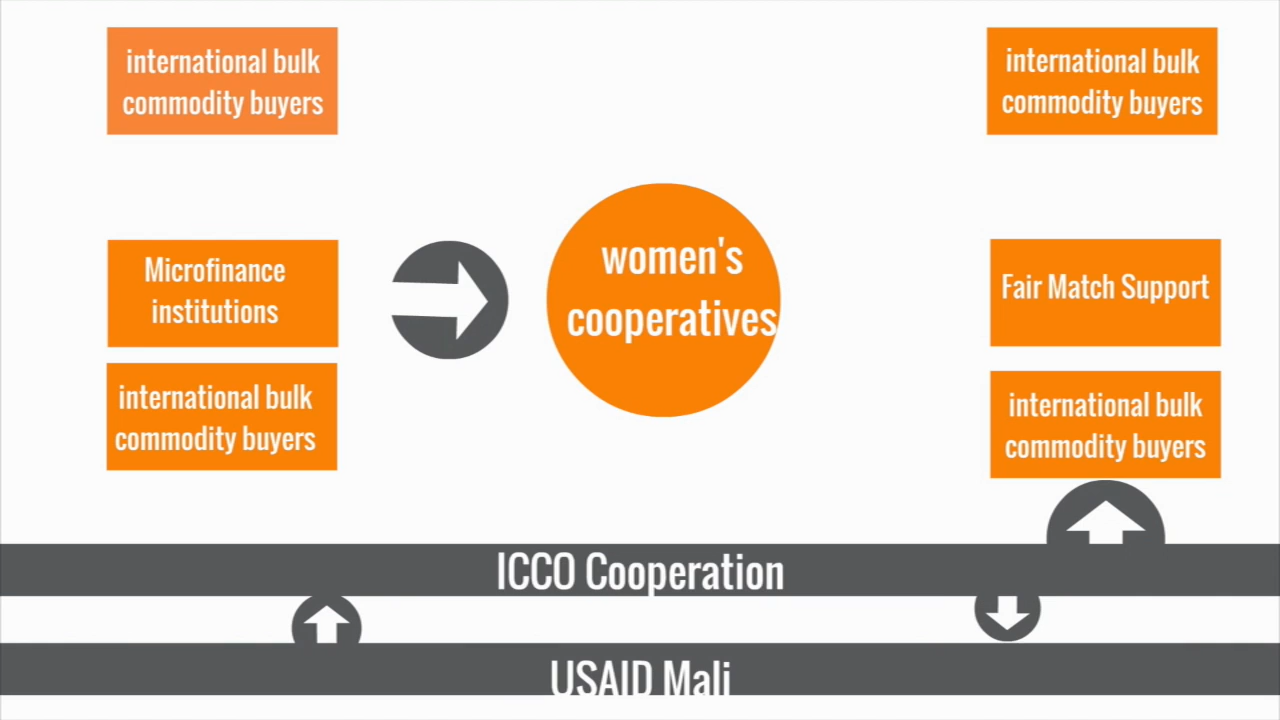 international bulk
commodity buyers
international bulk
commodity buyers
women's
cooperatives
Microfinance
institutions
Fair Match Support
international bulk
commodity buyers
international bulk
commodity buyers
ICCO Cooperation
USAID Mali